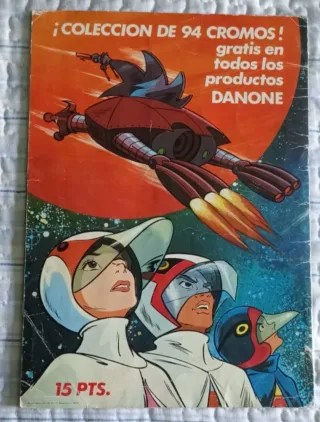 ¡COLECCION DE 94 CROMOS!
gratis en
todos los
productos
DANONE
15 PTS.